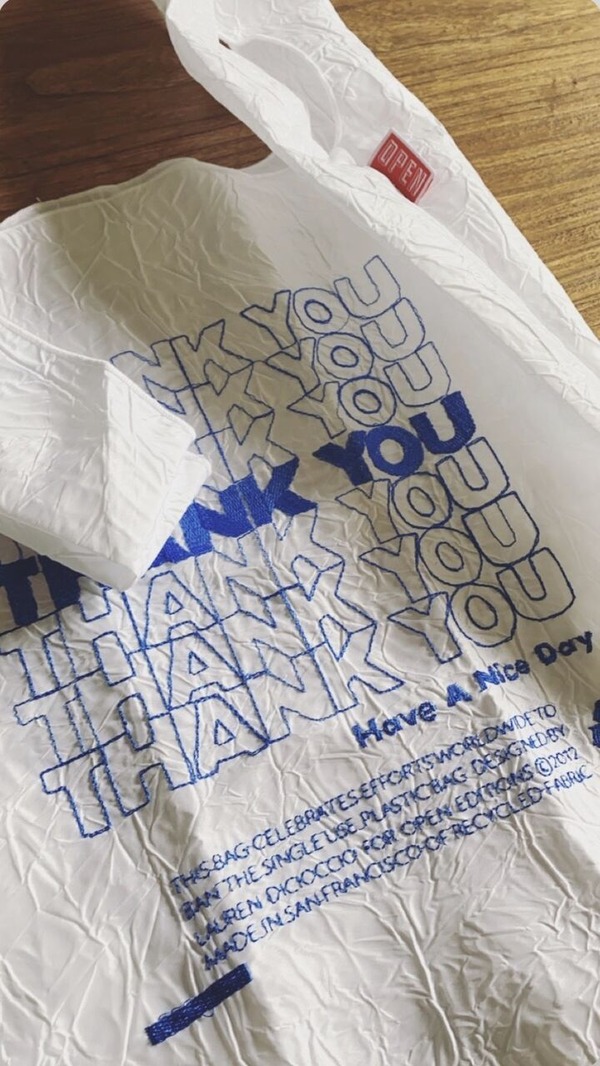 OPEN
NK YOU
K YOU
K YOU
THANK YOU
THANK YOU
THANK YOU
THANK YOU
Have A Nice Day
THIS BAG CELEBRATES EFFORTS WORLDWIDE TO
BAN THE SINGLE USE PLASTIC BAG. DESIGNED BY
LAUREN DICIOCCIO FOR OPEN EDITIONS ©2012
MADE IN SAN FRANCISCO OF RECYCLED FABRIC